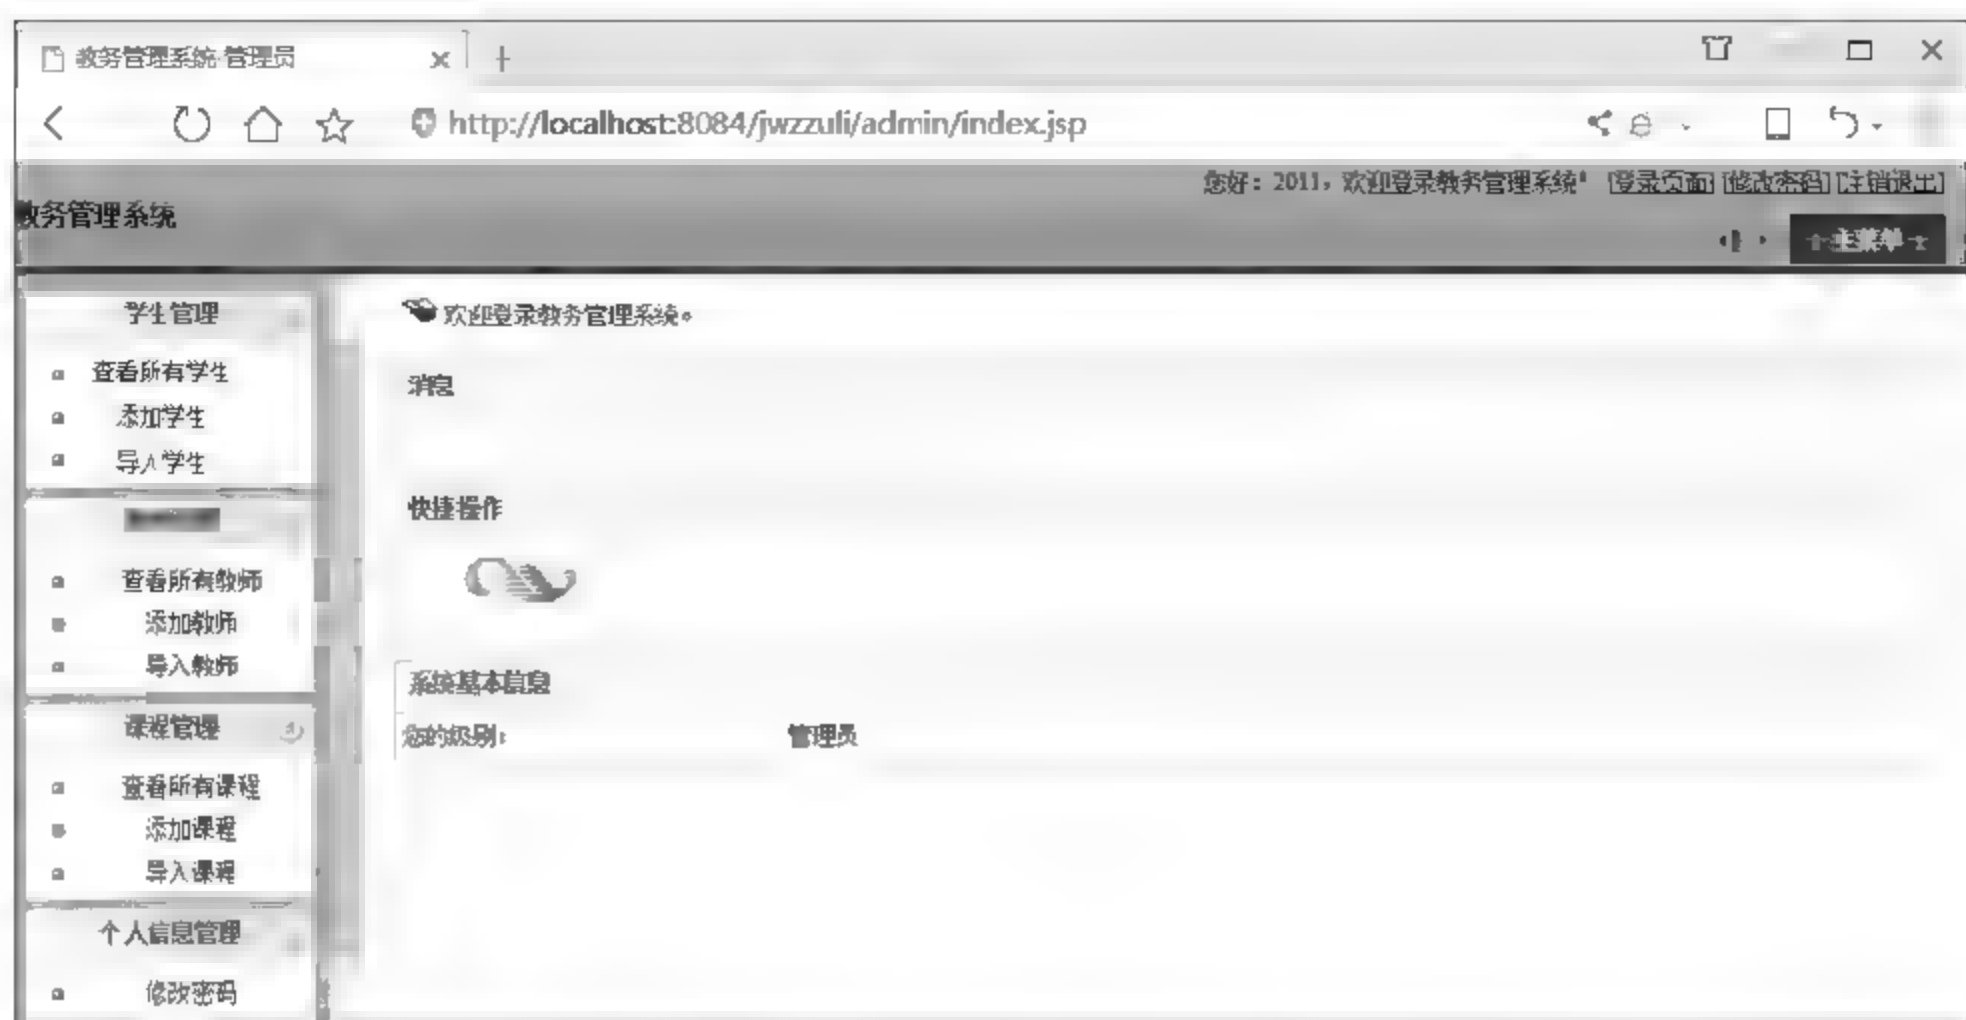 教务管理系统-管理员
http://localhost:8084/jwzzuli/admin/index.jsp
您好：2011，欢迎登录教务管理系统！ [登录页面] [修改密码] [注销退出]
教务管理系统
主菜单
学生管理
查看所有学生
添加学生
导入学生
查看所有教师
添加教师
导入教师
课程管理
查看所有课程
添加课程
导入课程
个人信息管理
修改密码
欢迎登录教务管理系统。
消息
快捷操作
系统基本信息
您的级别： 管理员